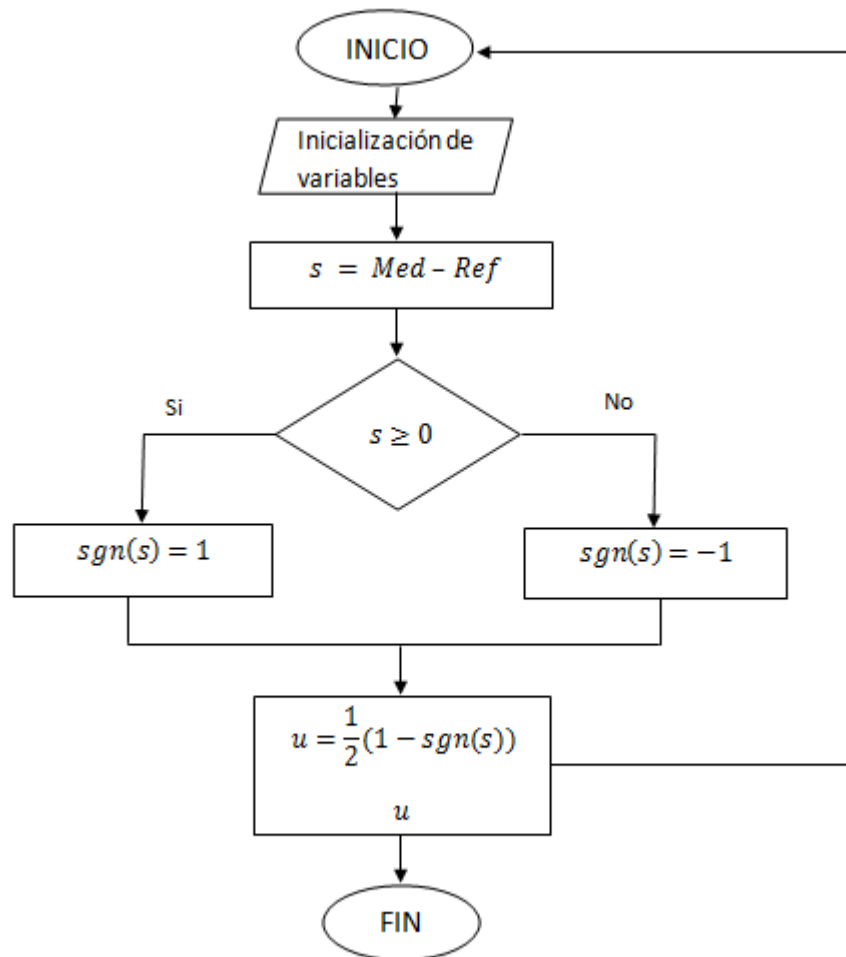 INICIO
Inicialización de
variables
s = Med – Ref
Si
No
s ≥ 0
sgn(s) = 1
sgn(s) = −1
u = 1/2 (1 − sgn(s))
u
FIN